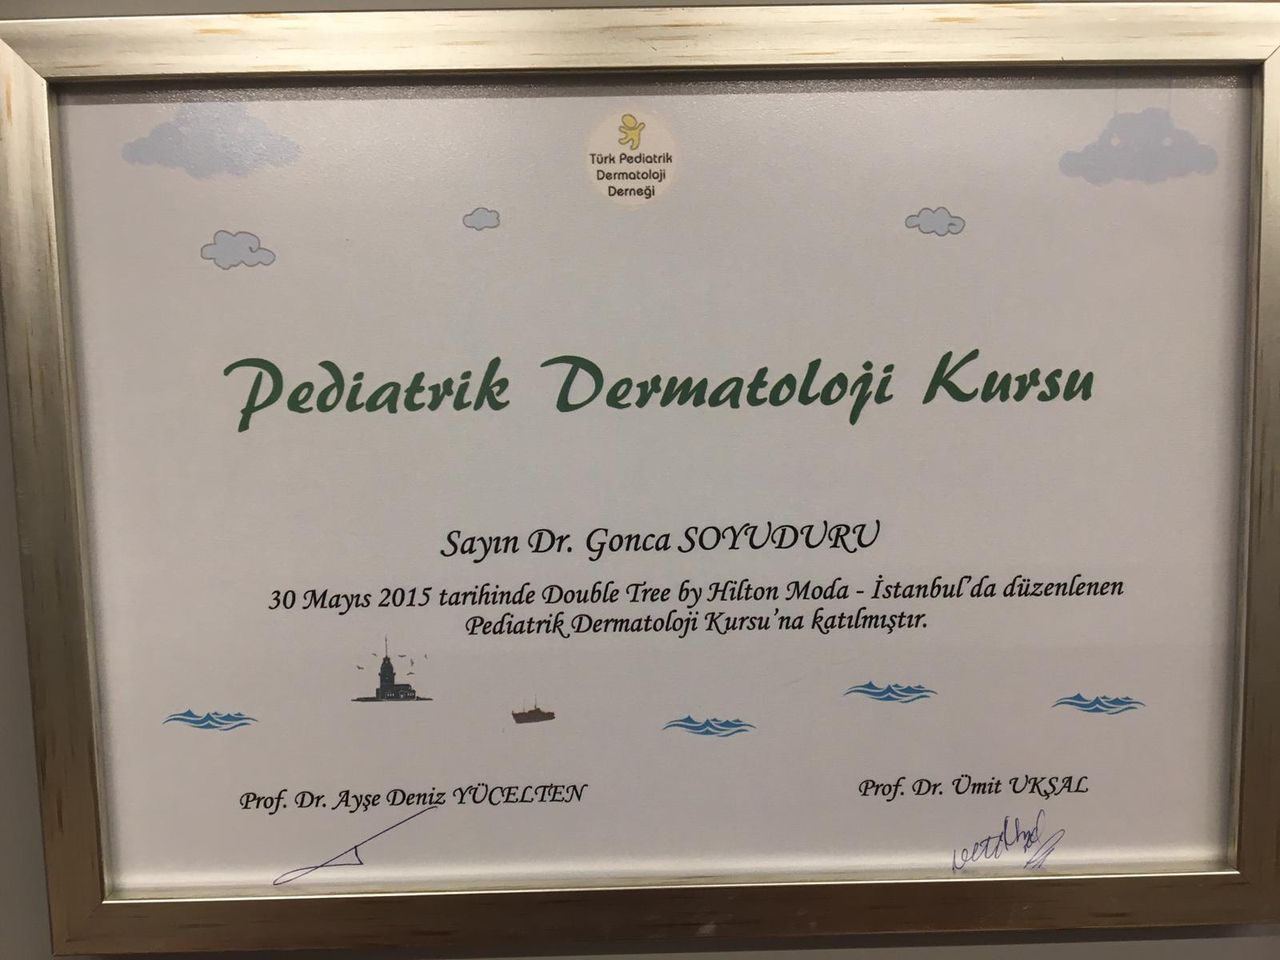 Türk Pediatrik
Dermatoloji
Derneği
Pediatrik Dermatoloji Kursu
Sayın Dr. Gonca SOYUDURU
30 Mayıs 2015 tarihinde Double Tree by Hilton Moda - İstanbul'da düzenlenen
Pediatrik Dermatoloji Kursu'na katılmıştır.
Prof. Dr. Ayşe Deniz YÜCELTEN
Prof. Dr. Ümit UKŞAL